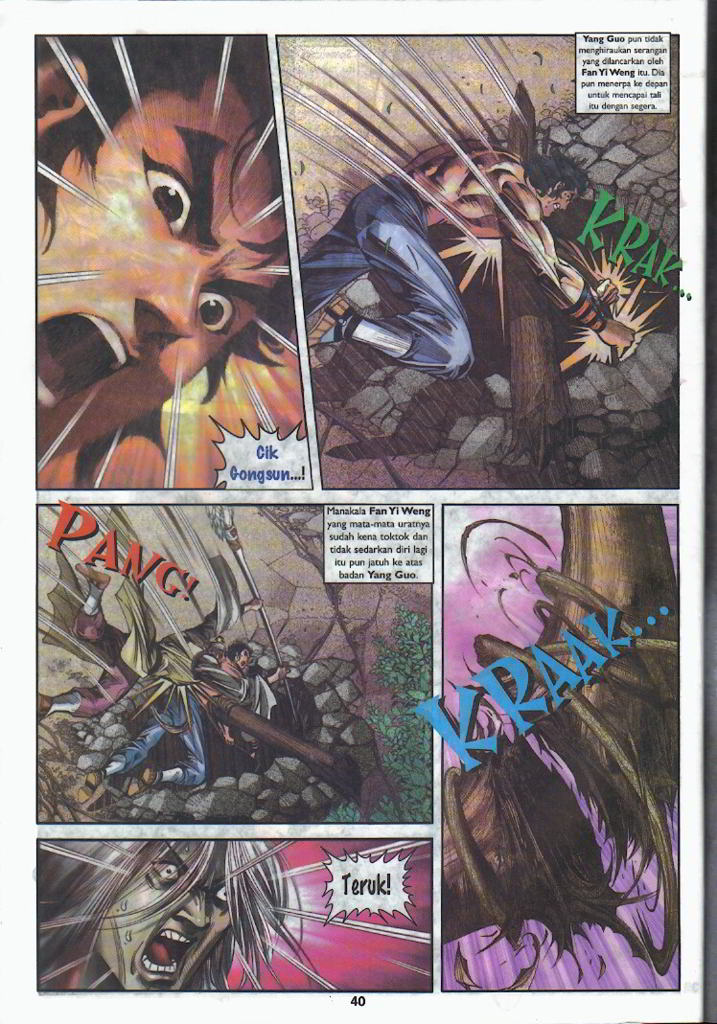 Cik
Gongsun...!
Yang Guo pun tidak
menghiraukan serangan
yang dilancarkan oleh
Fan Yi Weng itu. Dia
pun menerpa ke depan
untuk mencapai tali
itu dengan segera.
KRAK...
PANG!
Manakala Fan Yi Weng
yang mata-mata uratnya
sudah kena toktok dan
tidak sedarkan diri lagi
itu pun jatuh ke atas
badan Yang Guo.
KRAAK...
Teruk!
40